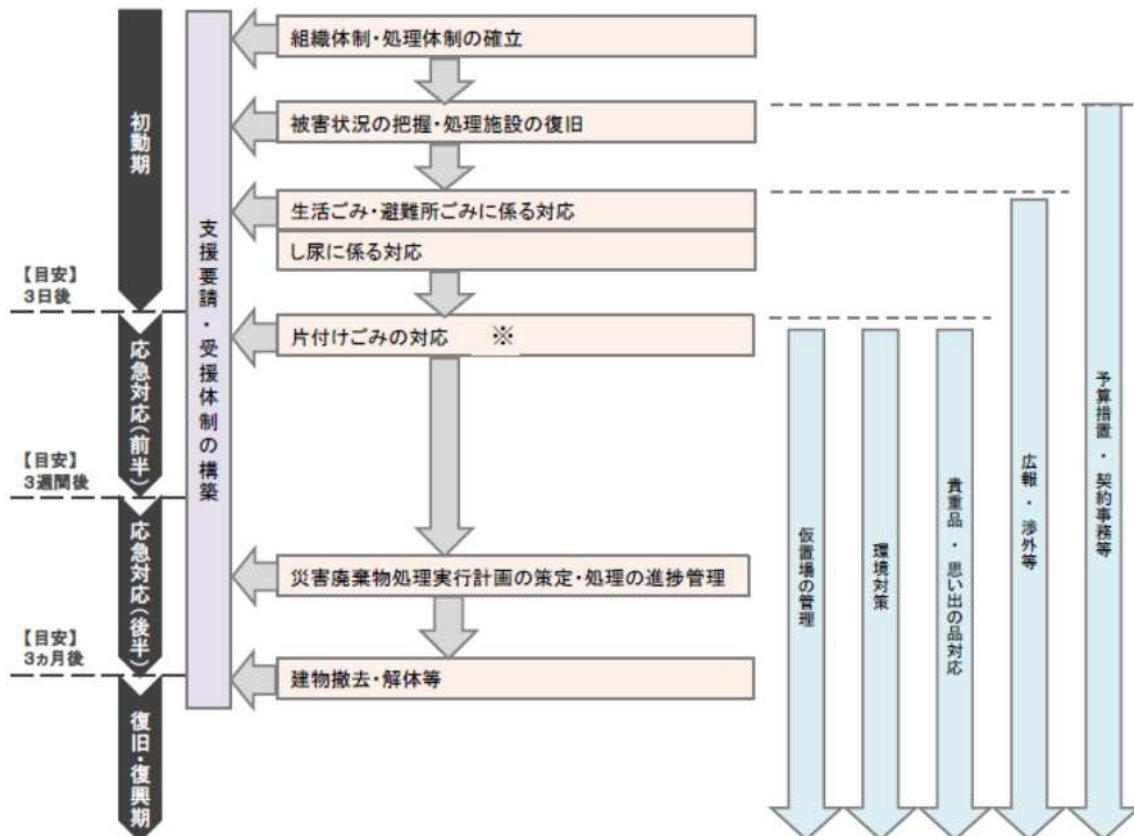 初勤期
【目安】
3日後
応急対応(前半)
【目安】
3週間後
応急対応(後半)
【目安】
3ヵ月後
復旧・復興期
支援要請・受援体制の構築
組織体制・処理体制の確立
被害状況の把握・処理施設の復旧
生活ごみ・避難所ごみに係る対応
し尿に係る対応
片付けごみの対応 ※
災害廃棄物処理実行計画の策定・処理の進捗管理
建物撤去・解体等
仮置場の管理
環境対策
貴重品・思い出の品対応
広報・渉外等
予算措置・契約事務等